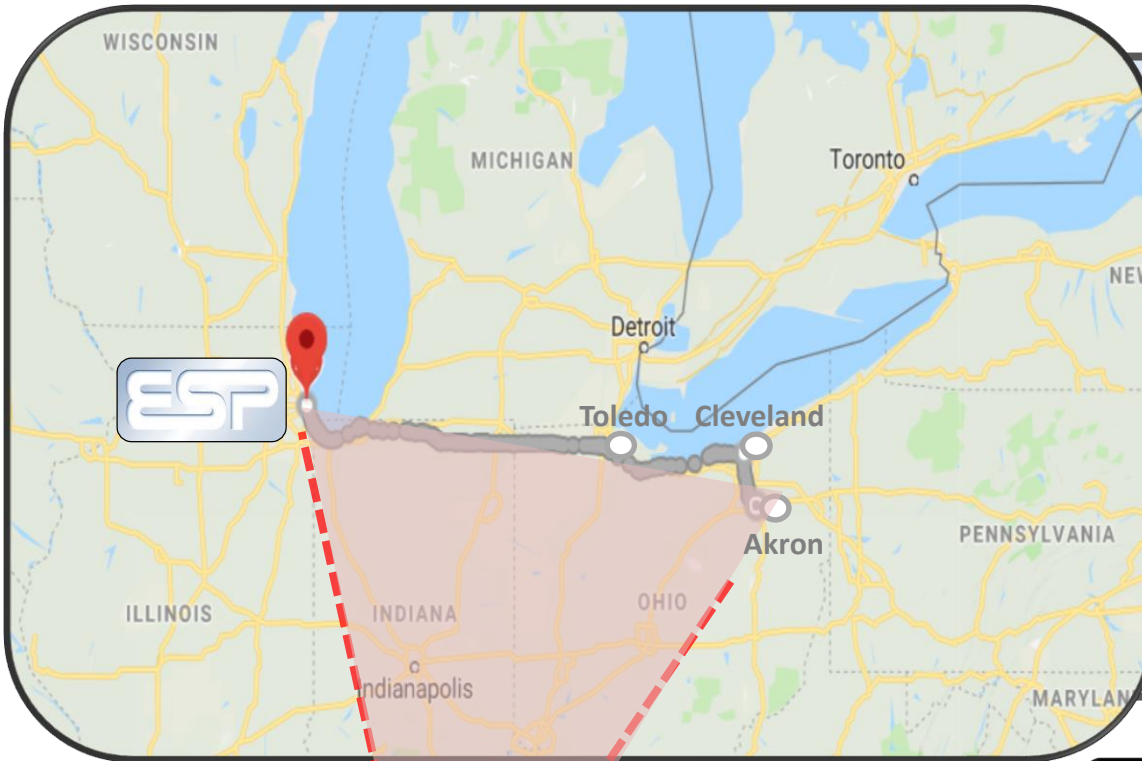 WISCONSIN
MICHIGAN
Toronto
NEW
Detroit
ESP
Toledo Cleveland
Akron
PENNSYLVANIA
ILLINOIS
INDIANA
OHIO
Indianapolis
MARYLAN